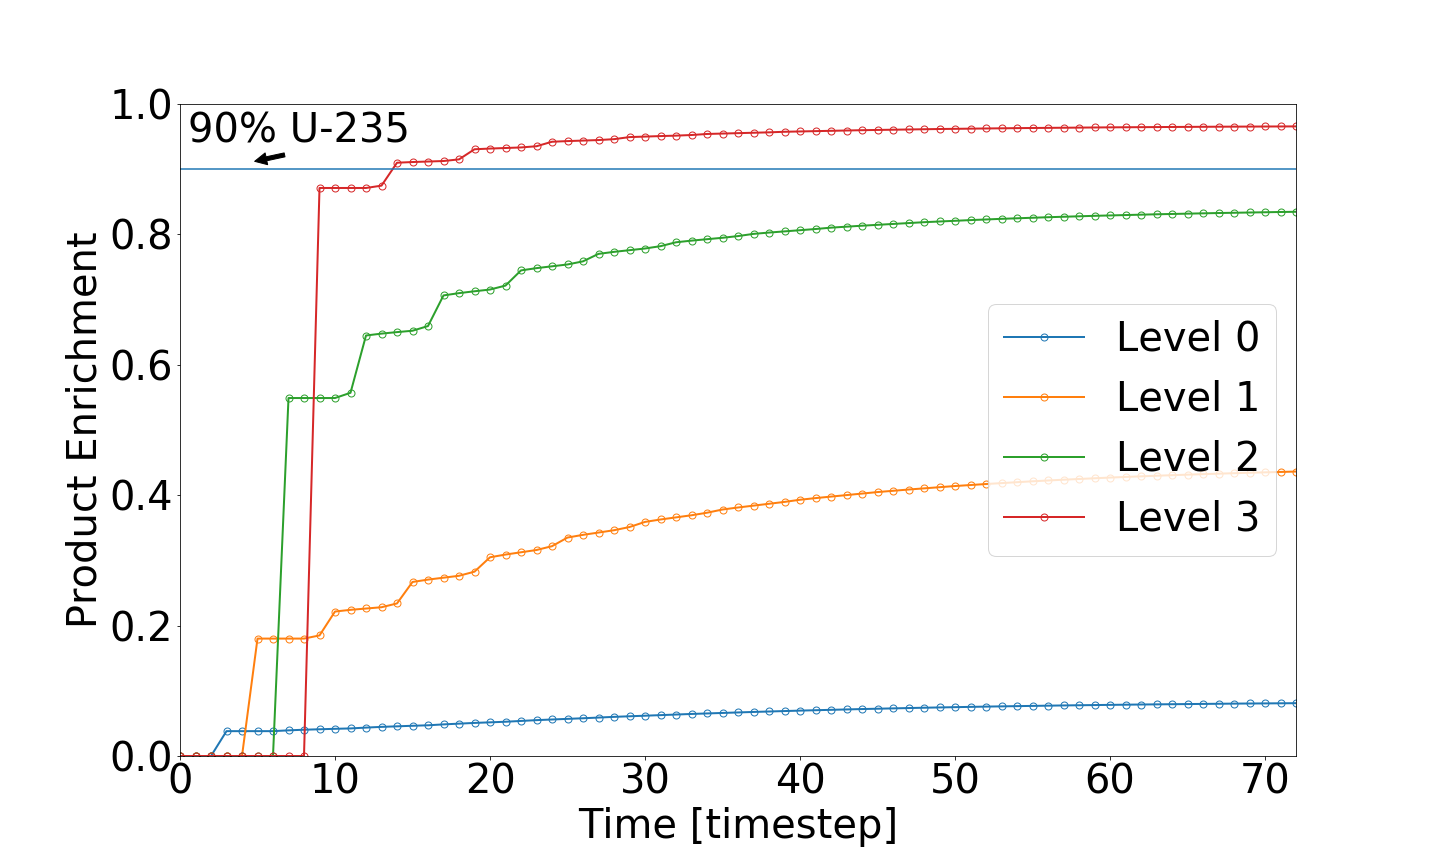 90% U-235
1.0
0.8
0.6
0.4
0.2
0.0
Product Enrichment
Level 0
Level 1
Level 2
Level 3
0 10 20 30 40 50 60 70
Time [timestep]